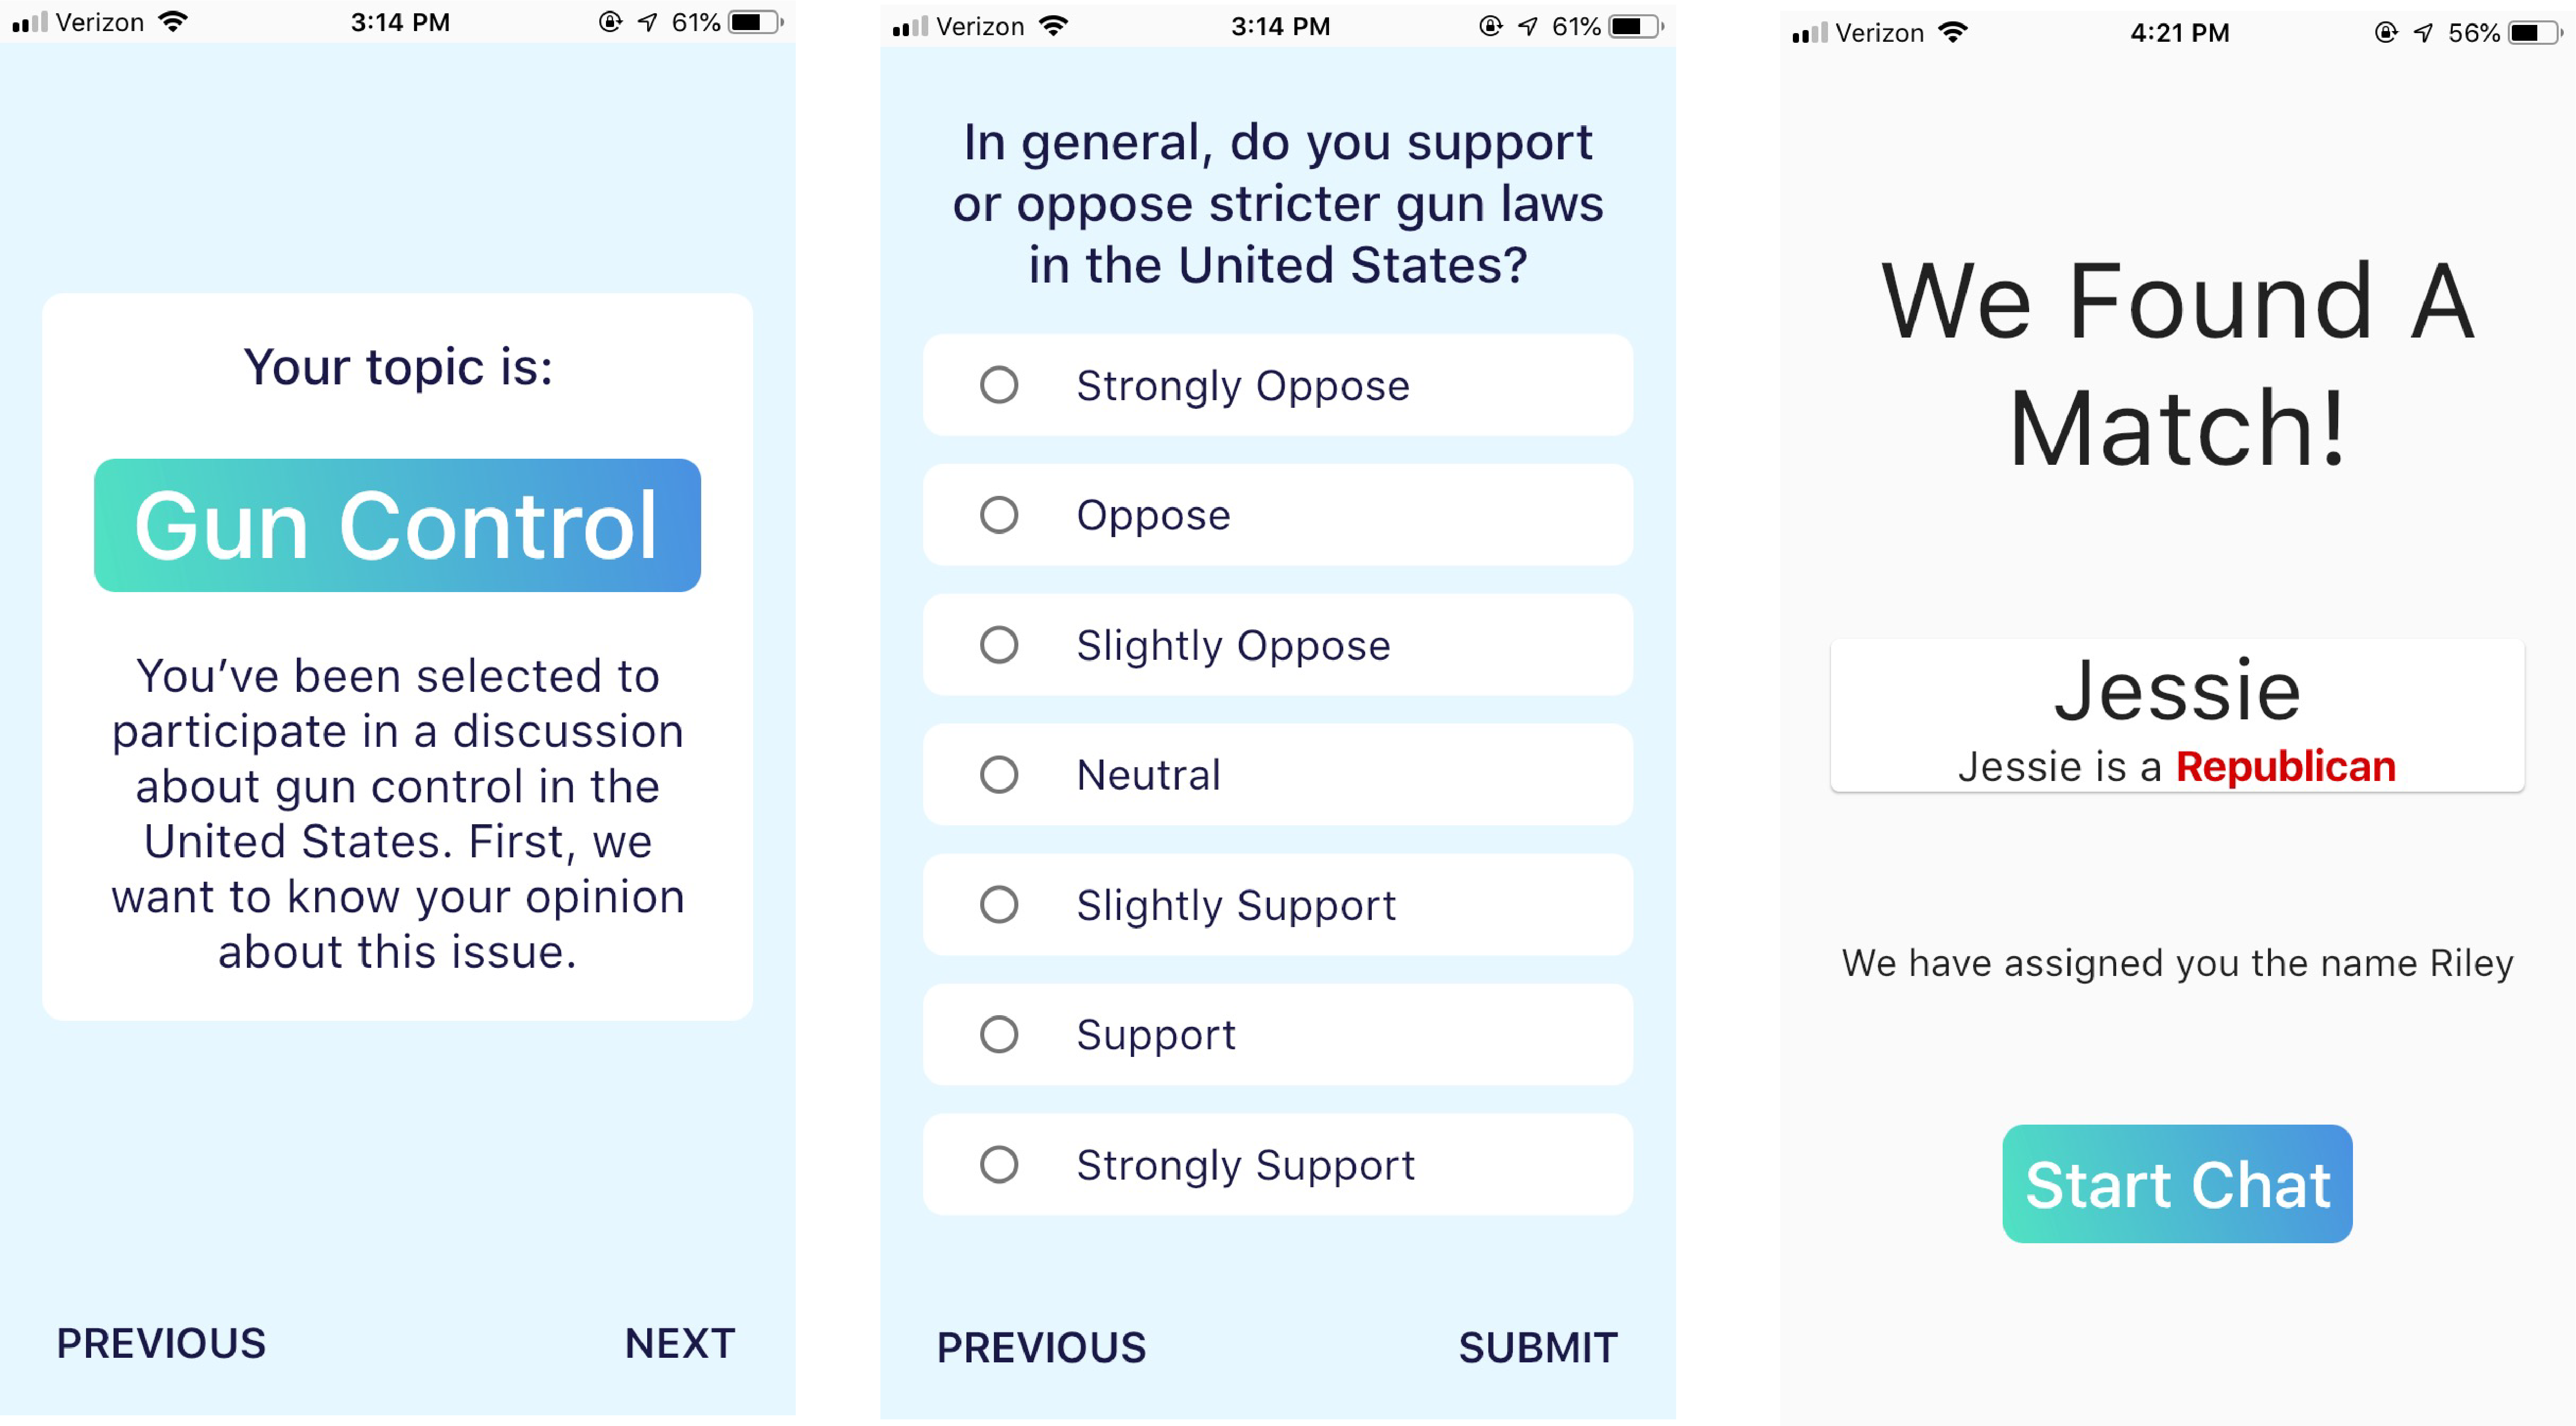 Verizon 3:14 PM 61%
Your topic is:
Gun Control
You’ve been selected to
participate in a discussion
about gun control in the
United States. First, we
want to know your opinion
about this issue.
PREVIOUS NEXT
Verizon 3:14 PM 61%
In general, do you support
or oppose stricter gun laws
in the United States?
Strongly Oppose
Oppose
Slightly Oppose
Neutral
Slightly Support
Support
Strongly Support
PREVIOUS SUBMIT
Verizon 4:21 PM 56%
We Found A
Match!
Jessie
Jessie is a Republican
We have assigned you the name Riley
Start Chat